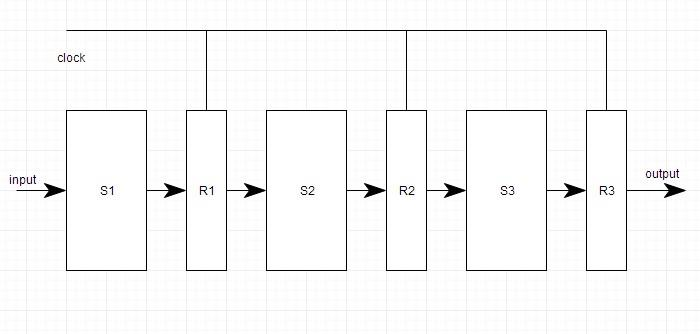 clock
input
S1
R1
S2
R2
S3
R3
output